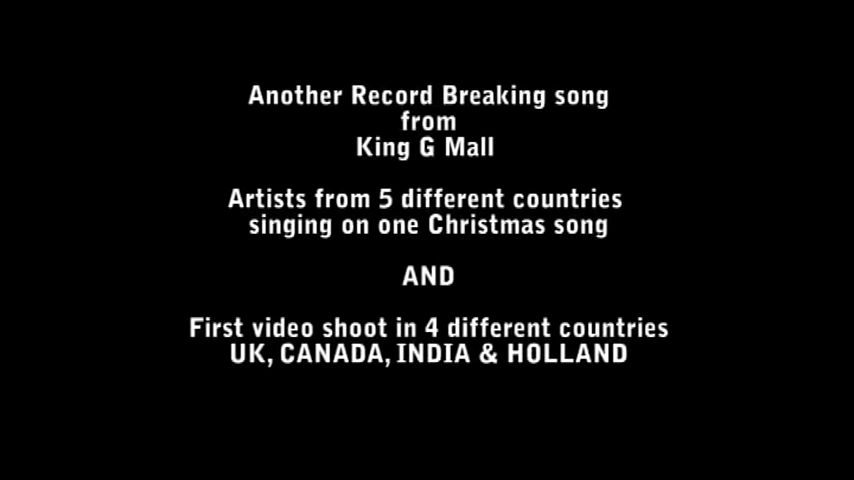 Another Record Breaking song
from
King G Mall
Artists from 5 different countries
singing on one Christmas song
AND
First video shoot in 4 different countries
UK, CANADA, INDIA & HOLLAND